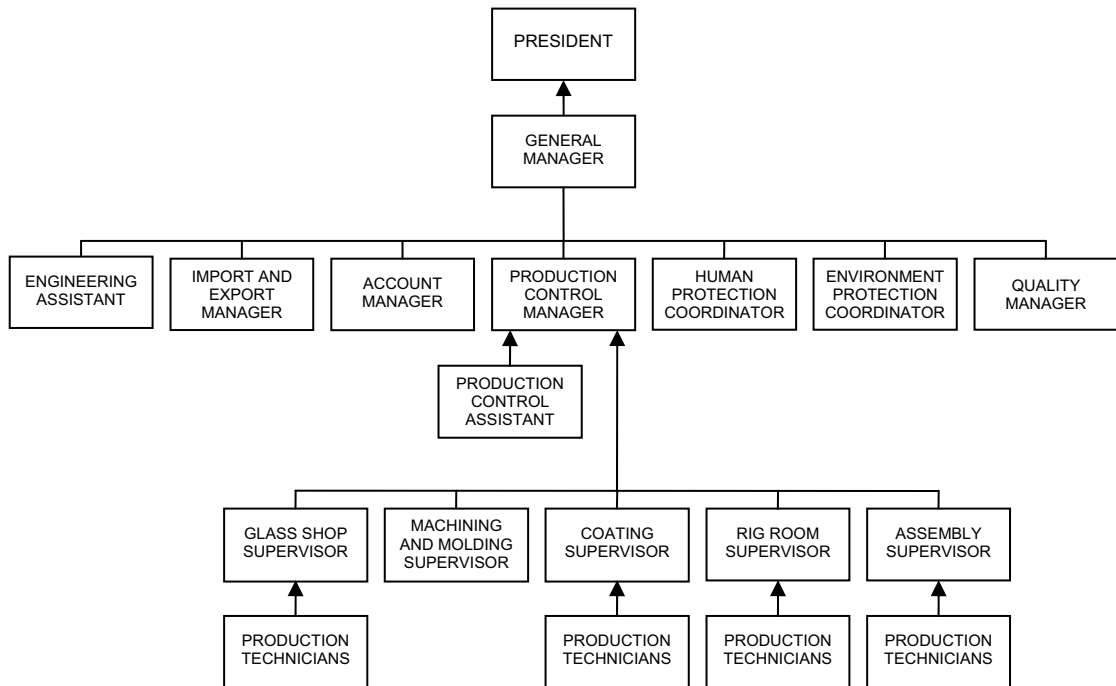 PRESIDENT
GENERAL
MANAGER
ENGINEERING
ASSISTANT
IMPORT AND
EXPORT
MANAGER
ACCOUNT
MANAGER
PRODUCTION
CONTROL
MANAGER
HUMAN
PROTECTION
COORDINATOR
ENVIRONMENT
PROTECTION
COORDINATOR
QUALITY
MANAGER
PRODUCTION
CONTROL
ASSISTANT
GLASS SHOP
SUPERVISOR
MACHINING
AND MOLDING
SUPERVISOR
COATING
SUPERVISOR
RIG ROOM
SUPERVISOR
ASSEMBLY
SUPERVISOR
PRODUCTION
TECHNICIANS
PRODUCTION
TECHNICIANS
PRODUCTION
TECHNICIANS
PRODUCTION
TECHNICIANS